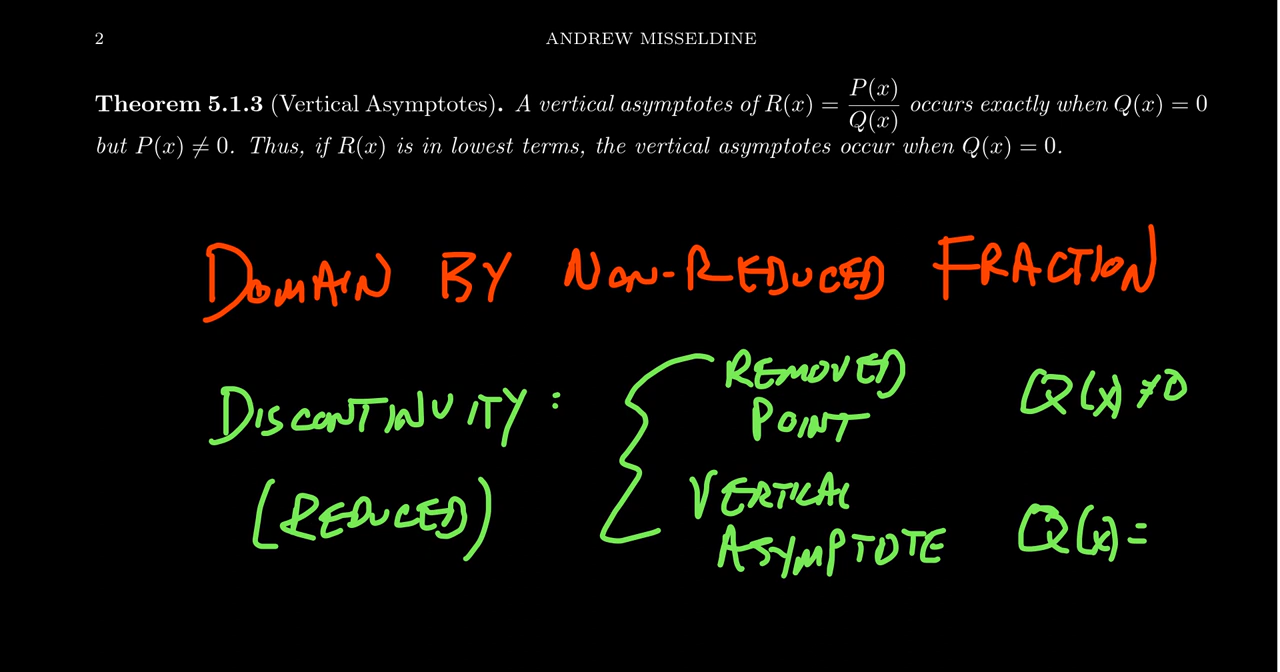 2 ANDREW MISSELDINE
Theorem 5.1.3 (Vertical Asymptotes). A vertical asymptotes of R(x) = P(x)/Q(x) occurs exactly when Q(x) = 0
but P(x) ≠ 0. Thus, if R(x) is in lowest terms, the vertical asymptotes occur when Q(x) = 0.
DOMAIN BY NON-REDUCED FRACTION
DISCONTINUITY :
(REDUCED)
REMOVED
POINT
Q(x) ≠ 0
VERTICAL
ASYMPTOTE
Q(x) =